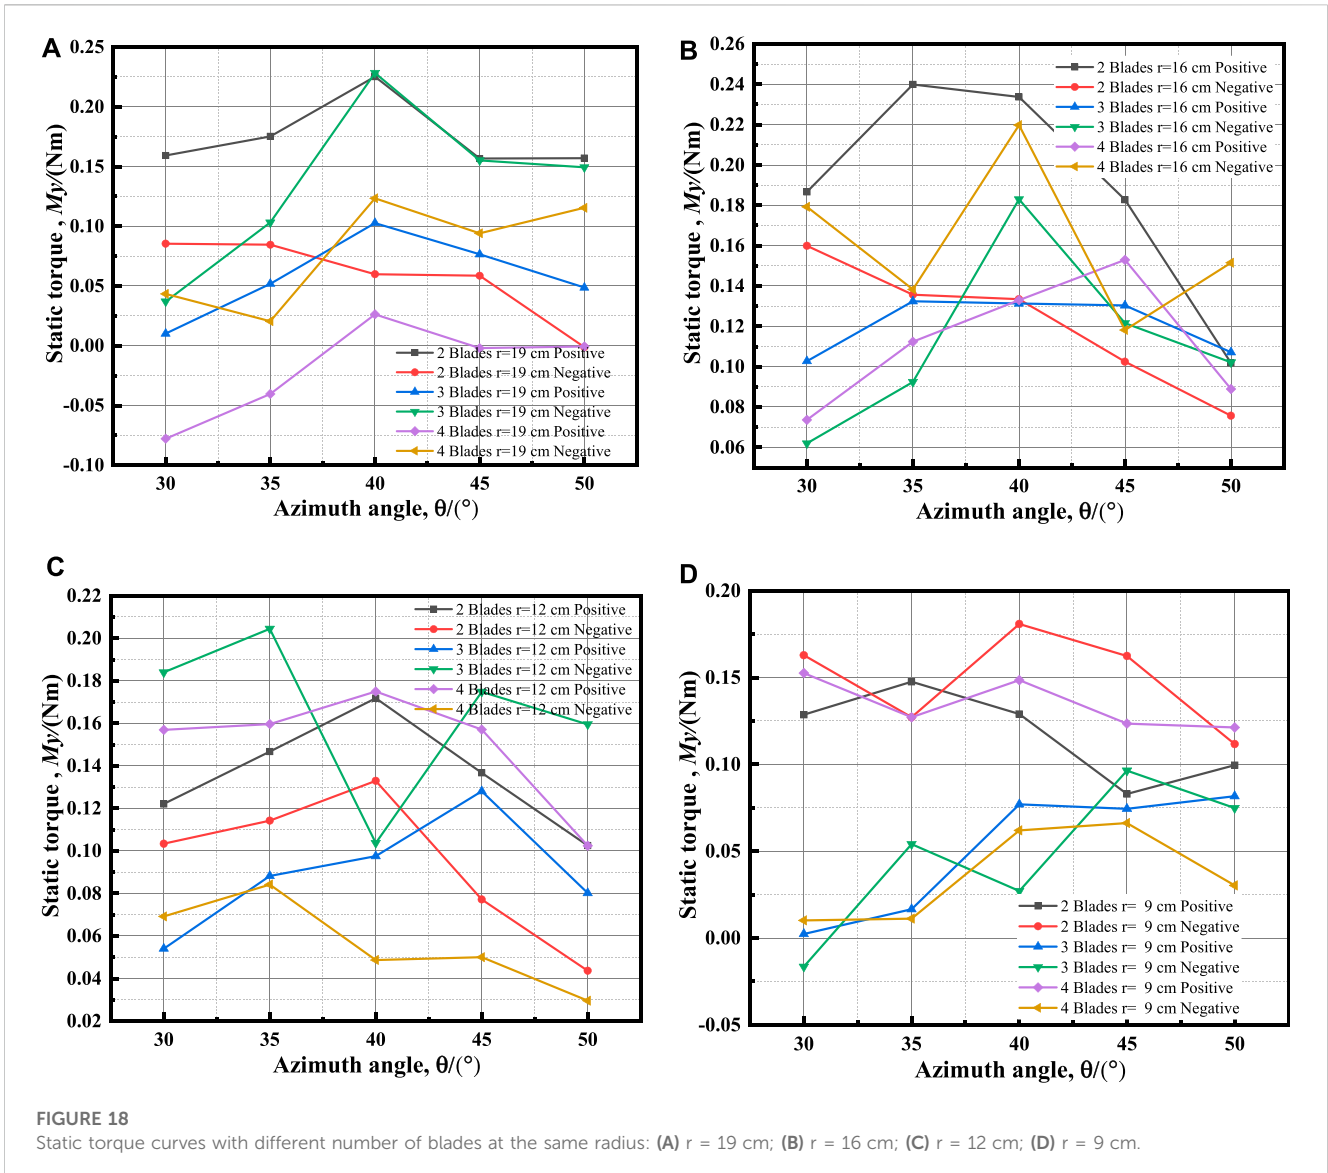 A
0.25
0.20
0.15
0.10
0.05
0.00
-0.05
-0.10
Static torque , My/(Nm)
2 Blades r=19 cm Positive
2 Blades r=19 cm Negative
3 Blades r=19 cm Positive
3 Blades r=19 cm Negative
4 Blades r=19 cm Positive
4 Blades r=19 cm Negative
30 35 40 45 50
Azimuth angle, θ/(°)
B
0.26
0.24
0.22
0.20
0.18
0.16
0.14
0.12
0.10
0.08
0.06
Static torque , My/(Nm)
2 Blades r=16 cm Positive
2 Blades r=16 cm Negative
3 Blades r=16 cm Positive
3 Blades r=16 cm Negative
4 Blades r=16 cm Positive
4 Blades r=16 cm Negative
30 35 40 45 50
Azimuth angle, θ/(°)
C
0.22
0.20
0.18
0.16
0.14
0.12
0.10
0.08
0.06
0.04
0.02
Static torque , My/(Nm)
2 Blades r=12 cm Positive
2 Blades r=12 cm Negative
3 Blades r=12 cm Positive
3 Blades r=12 cm Negative
4 Blades r=12 cm Positive
4 Blades r=12 cm Negative
30 35 40 45 50
Azimuth angle, θ/(°)
D
0.20
0.15
0.10
0.05
0.00
-0.05
Static torque , My/(Nm)
2 Blades r= 9 cm Positive
2 Blades r= 9 cm Negative
3 Blades r= 9 cm Positive
3 Blades r= 9 cm Negative
4 Blades r= 9 cm Positive
4 Blades r= 9 cm Negative
30 35 40 45 50
Azimuth angle, θ/(°)
FIGURE 18
Static torque curves with different number of blades at the same radius: (A) r = 19 cm; (B) r = 16 cm; (C) r = 12 cm; (D) r = 9 cm.